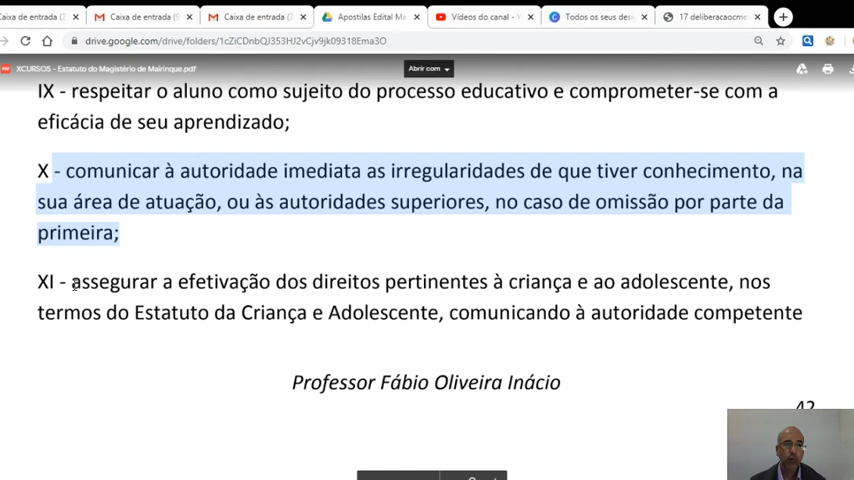 Caixa de entrada (
Caixa de entrada (
Caixa de entrada (
Apostilas Edital Ma
Vídeos do canal - Y
Todos os seus des
17 deliberacaocme
drive.google.com/drive/folders/1cZiCDnbQJ353HJ2vCjv9jk09318Ema3O
XCURSOS - Estatuto do Magistério de Mairinque.pdf
Abrir com
IX - respeitar o aluno como sujeito do processo educativo e comprometer-se com a
eficácia de seu aprendizado;
X - comunicar à autoridade imediata as irregularidades de que tiver conhecimento, na
sua área de atuação, ou às autoridades superiores, no caso de omissão por parte da
primeira;
XI - assegurar a efetivação dos direitos pertinentes à criança e ao adolescente, nos
termos do Estatuto da Criança e Adolescente, comunicando à autoridade competente
Professor Fábio Oliveira Inácio
42